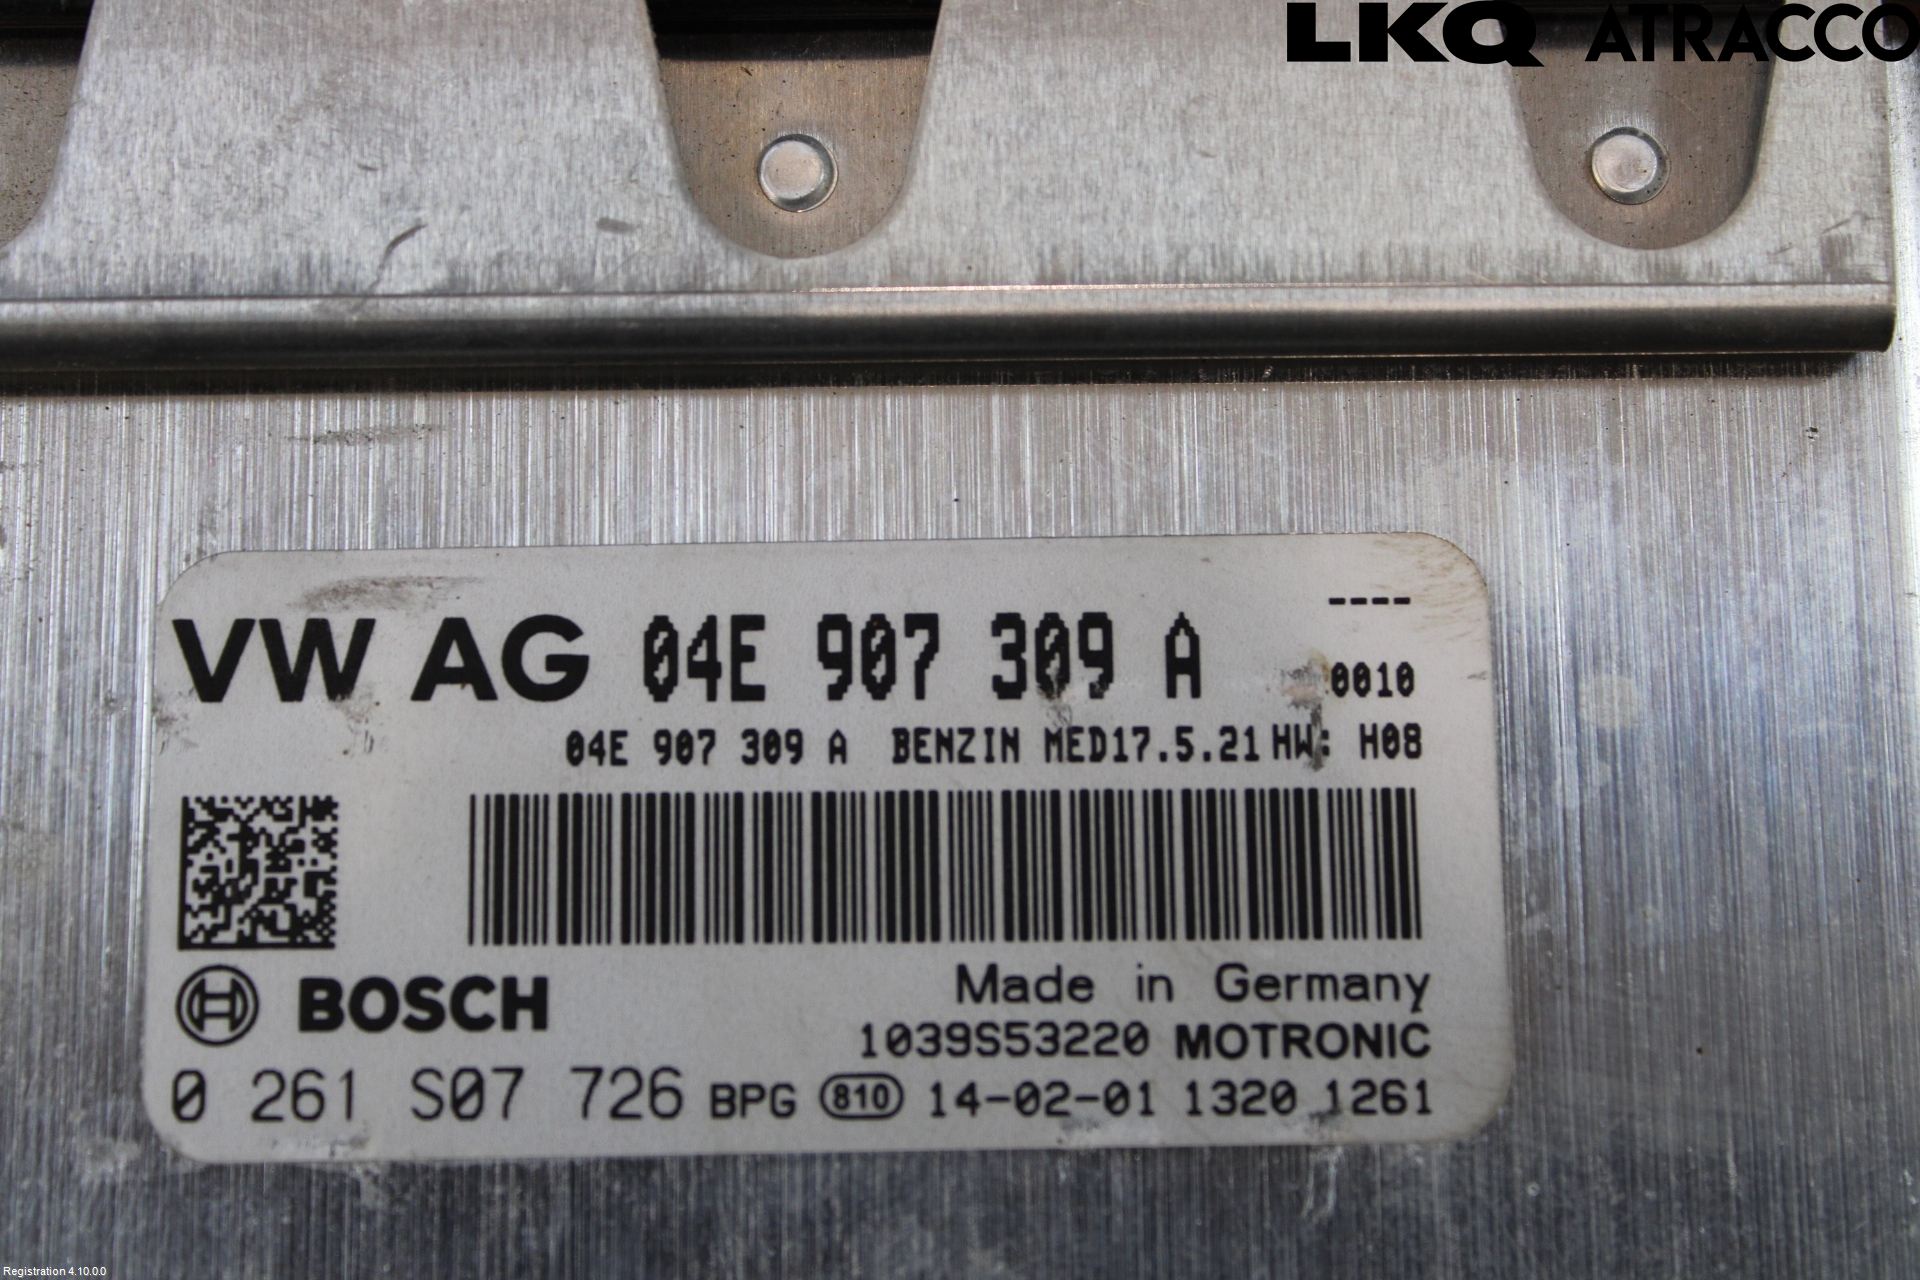 LKQ ATRACCO
----
VW AG 04E 907 309 A 0010
04E 907 309 A BENZIN MED17.5.21 HW: H08
BOSCH
Made in Germany
1039S53220 MOTRONIC
0 261 S07 726 BPG 810 14-02-01 1320 1261
Registration 4.10.0.0